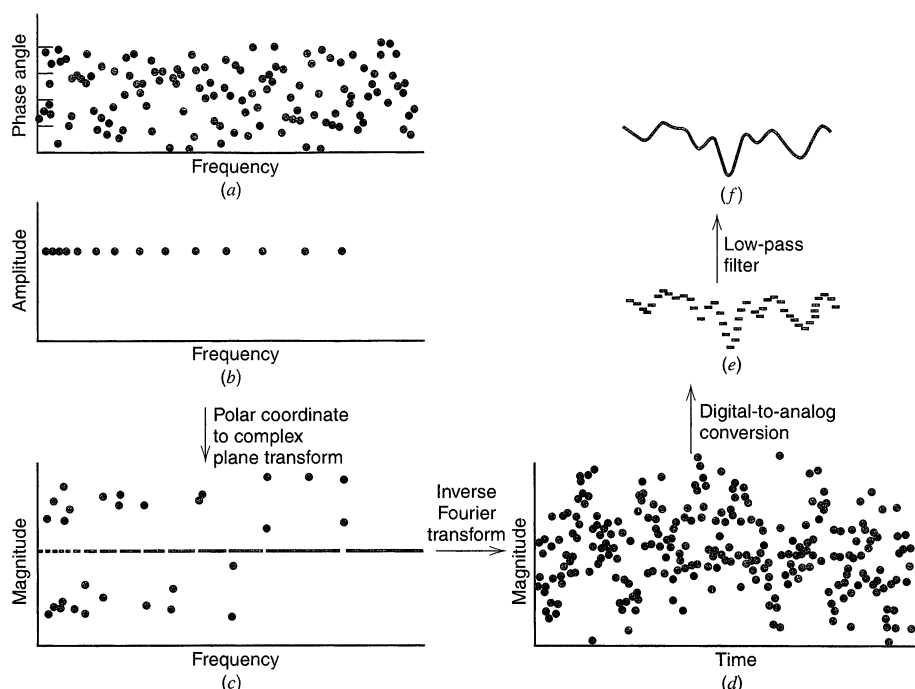 Phase angle
Frequency
(a)
Amplitude
Frequency
(b)
Polar coordinate
to complex
plane transform
Magnitude
Frequency
(c)
Inverse
Fourier
transform
Magnitude
Time
(d)
Digital-to-analog
conversion
(e)
Low-pass
filter
(f)